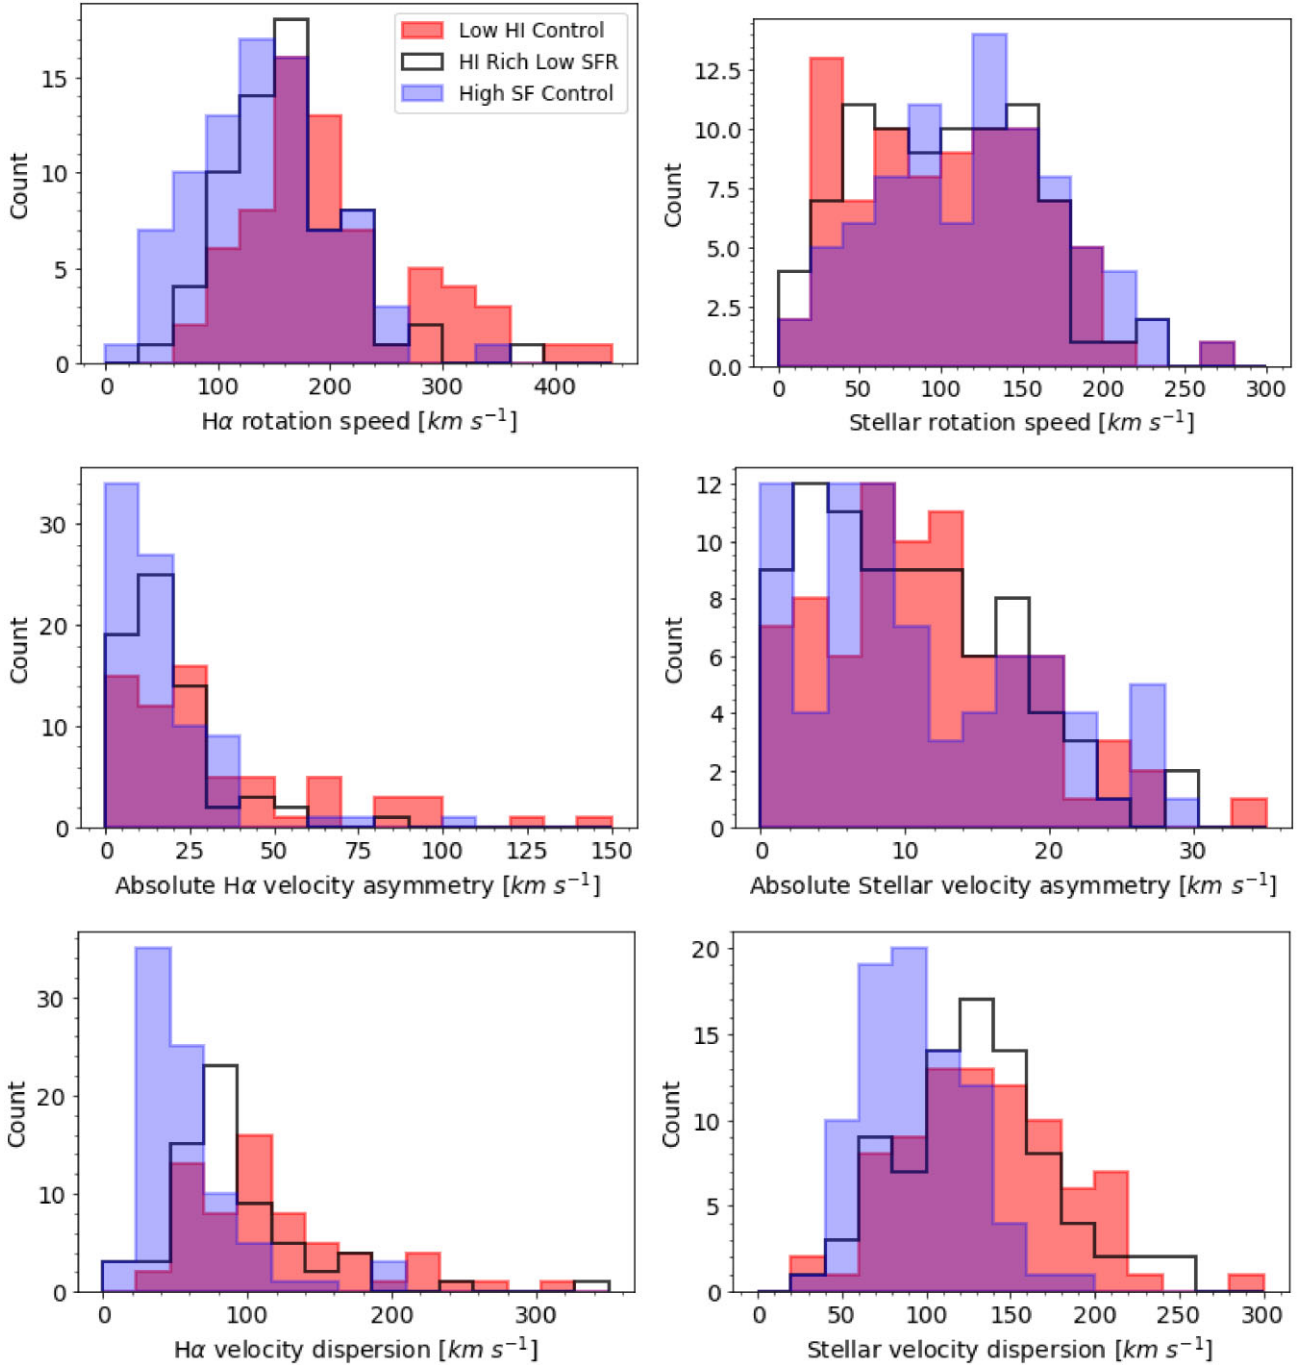 Low HI Control
HI Rich Low SFR
High SF Control
15
10
5
0
Count
0 100 200 300 400
Hα rotation speed [km s⁻¹]
12.5
10.0
7.5
5.0
2.5
0.0
Count
0 50 100 150 200 250 300
Stellar rotation speed [km s⁻¹]
30
20
10
0
Count
0 25 50 75 100 125 150
Absolute Hα velocity asymmetry [km s⁻¹]
12
10
8
6
4
2
0
Count
0 10 20 30
Absolute Stellar velocity asymmetry [km s⁻¹]
30
20
10
0
Count
0 100 200 300
Hα velocity dispersion [km s⁻¹]
20
15
10
5
0
Count
0 50 100 150 200 250 300
Stellar velocity dispersion [km s⁻¹]